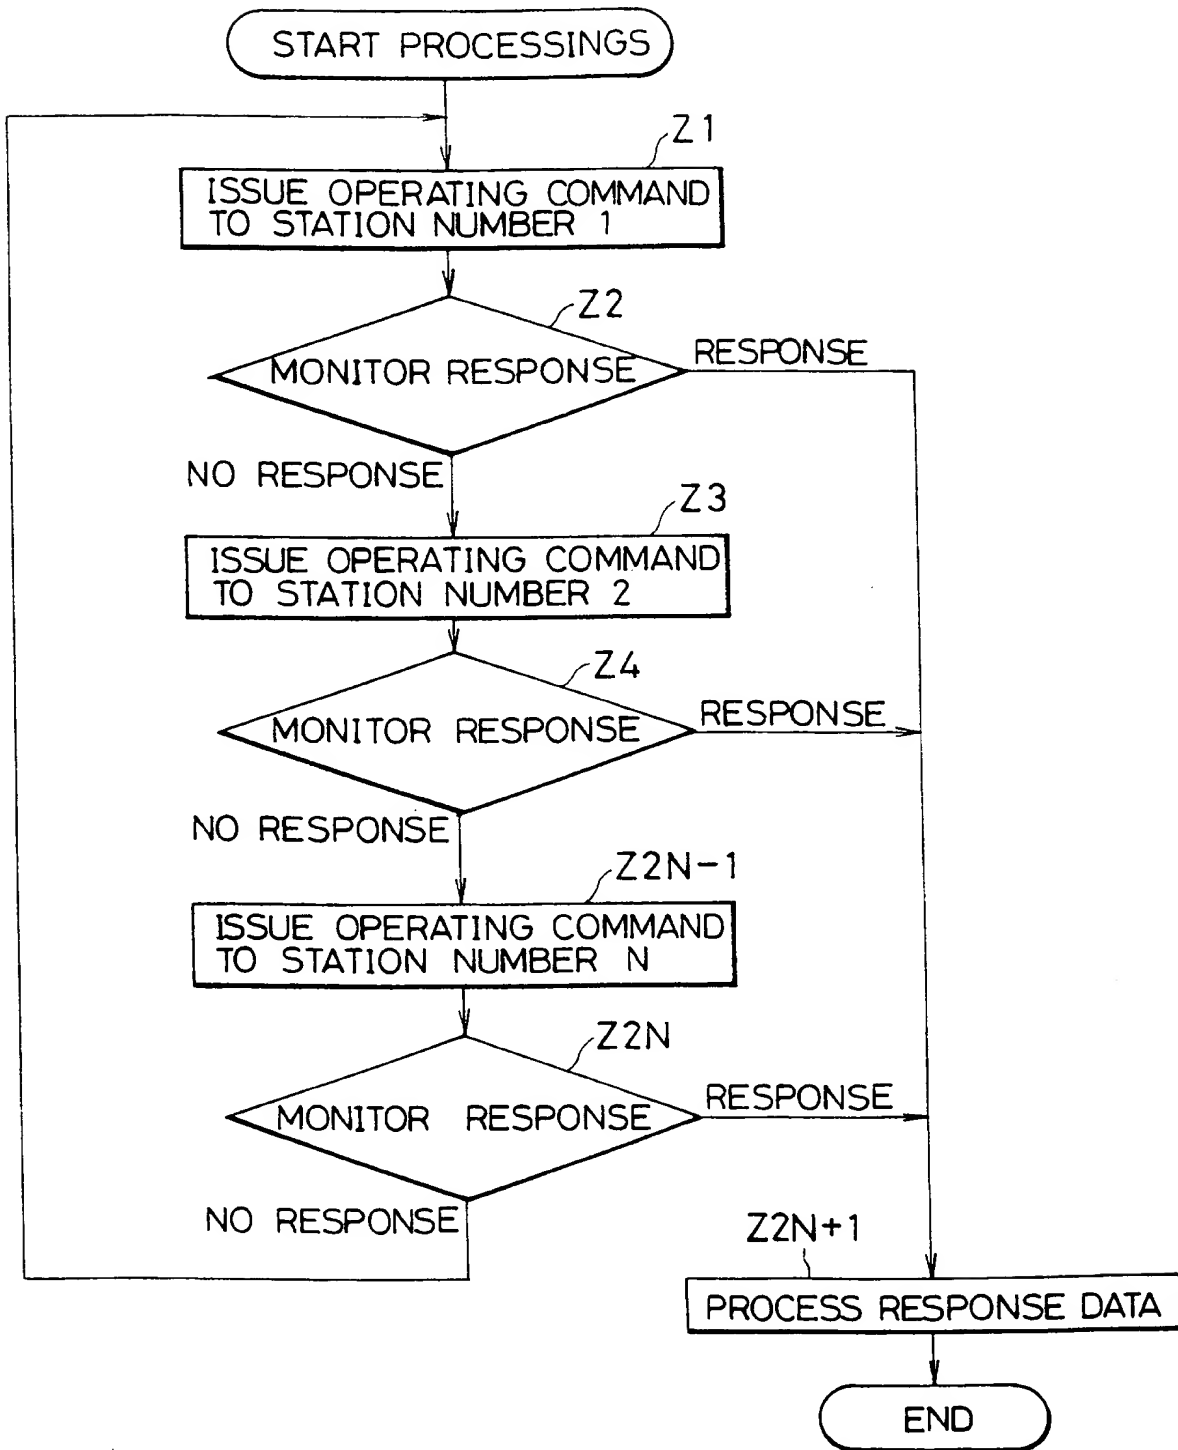 START PROCESSINGS
Z1
ISSUE OPERATING COMMAND
TO STATION NUMBER 1
Z2
MONITOR RESPONSE
RESPONSE
NO RESPONSE
Z3
ISSUE OPERATING COMMAND
TO STATION NUMBER 2
Z4
MONITOR RESPONSE
RESPONSE
NO RESPONSE
Z2N-1
ISSUE OPERATING COMMAND
TO STATION NUMBER N
Z2N
MONITOR RESPONSE
RESPONSE
NO RESPONSE
Z2N+1
PROCESS RESPONSE DATA
END